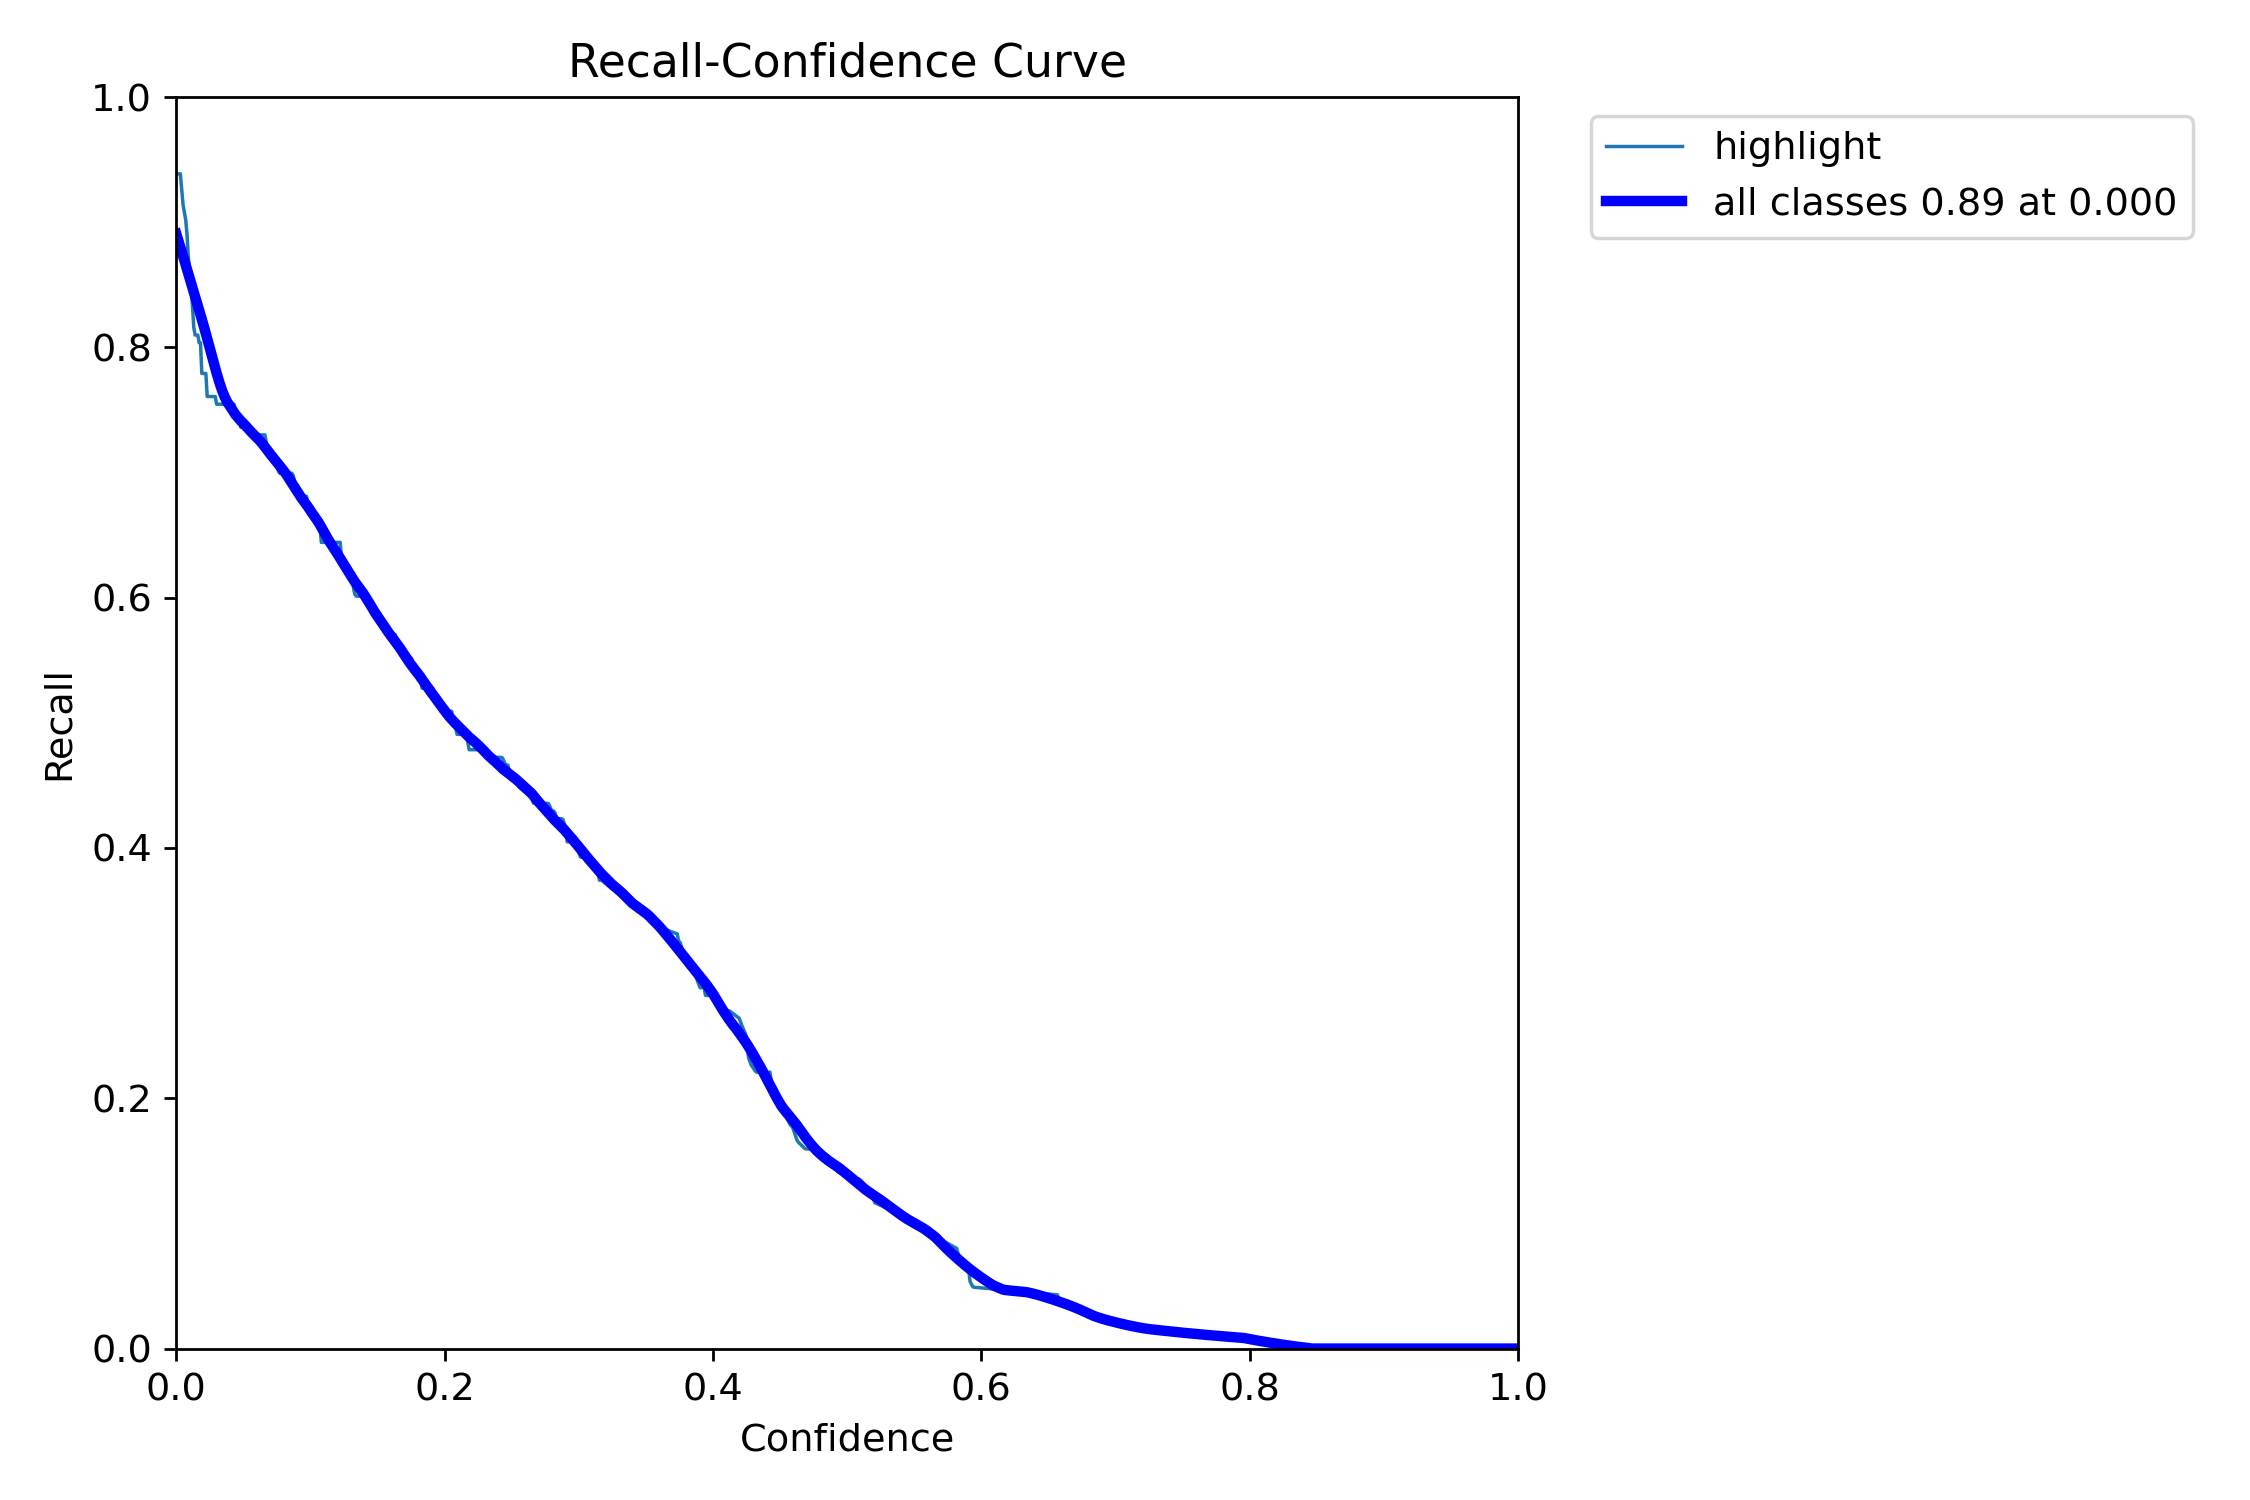 Recall-Confidence Curve
1.0
0.8
0.6
0.4
0.2
0.0
Recall
0.0 0.2 0.4 0.6 0.8 1.0
Confidence
highlight
all classes 0.89 at 0.000